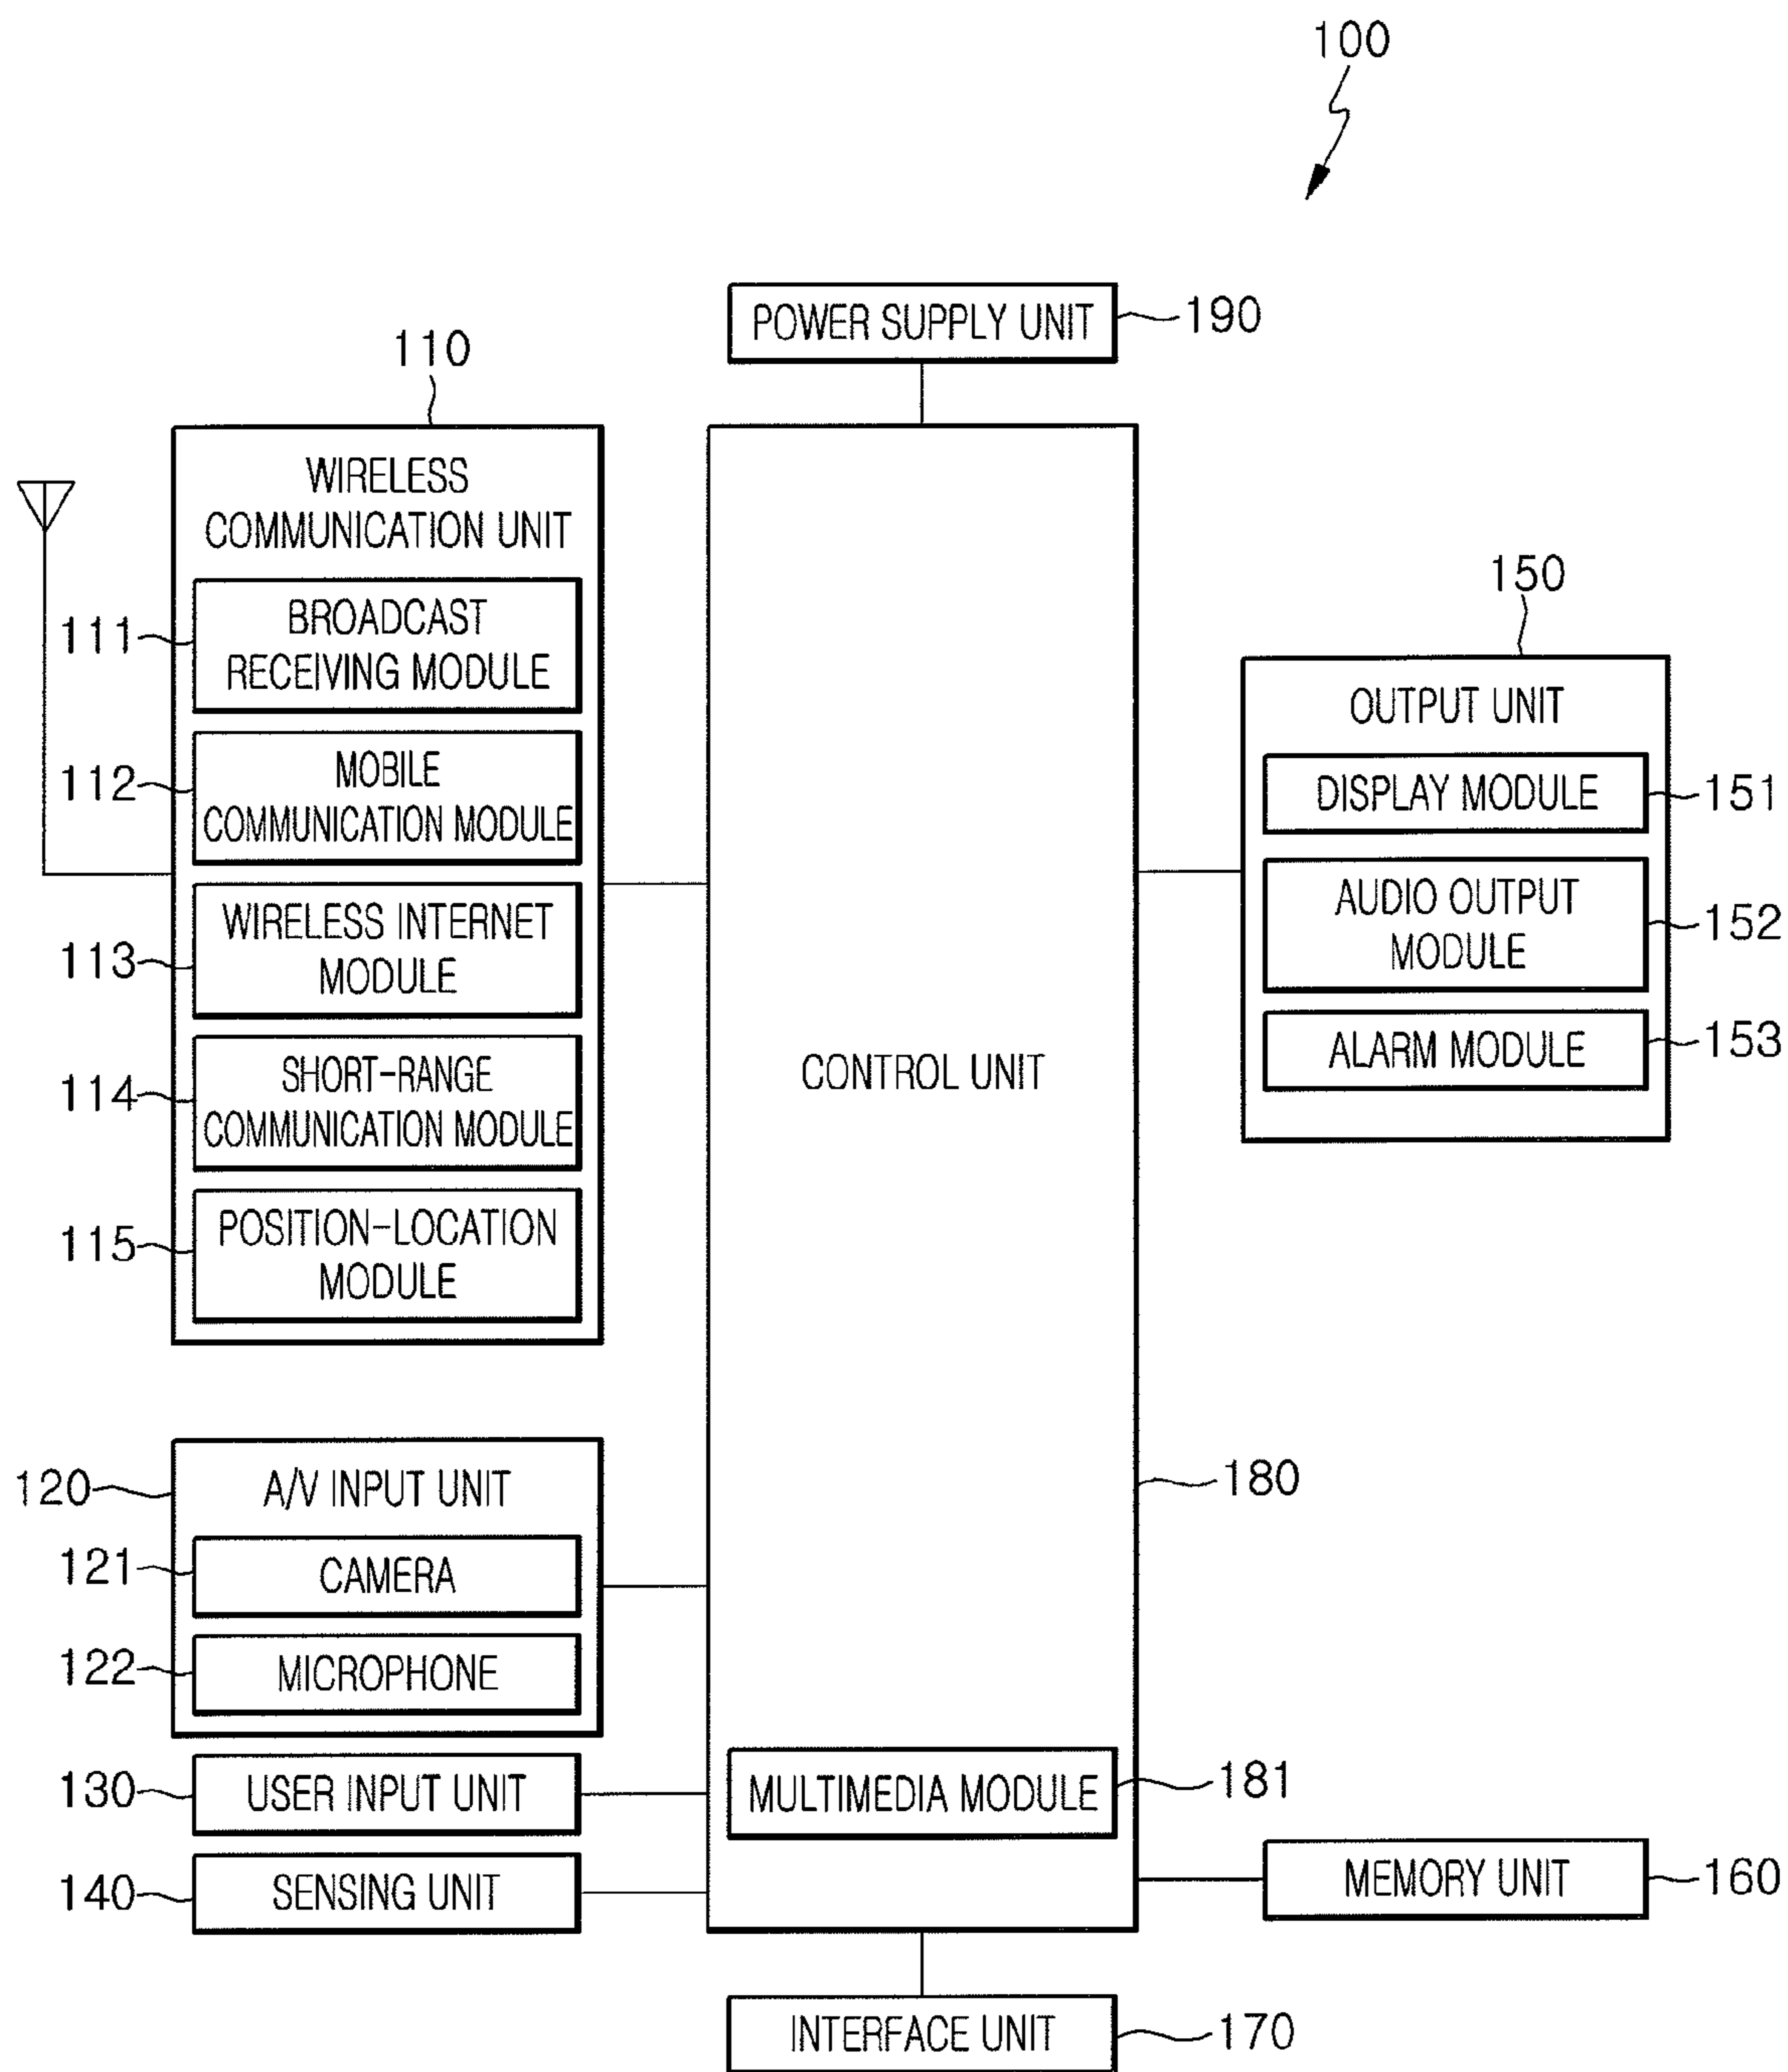 100
POWER SUPPLY UNIT
190
110
WIRELESS
COMMUNICATION UNIT
111
BROADCAST
RECEIVING MODULE
112
MOBILE
COMMUNICATION MODULE
113
WIRELESS INTERNET
MODULE
114
SHORT-RANGE
COMMUNICATION MODULE
115
POSITION-LOCATION
MODULE
120
A/V INPUT UNIT
121
CAMERA
122
MICROPHONE
130
USER INPUT UNIT
140
SENSING UNIT
CONTROL UNIT
180
MULTIMEDIA MODULE
181
150
OUTPUT UNIT
DISPLAY MODULE
151
AUDIO OUTPUT
MODULE
152
ALARM MODULE
153
MEMORY UNIT
160
INTERFACE UNIT
170